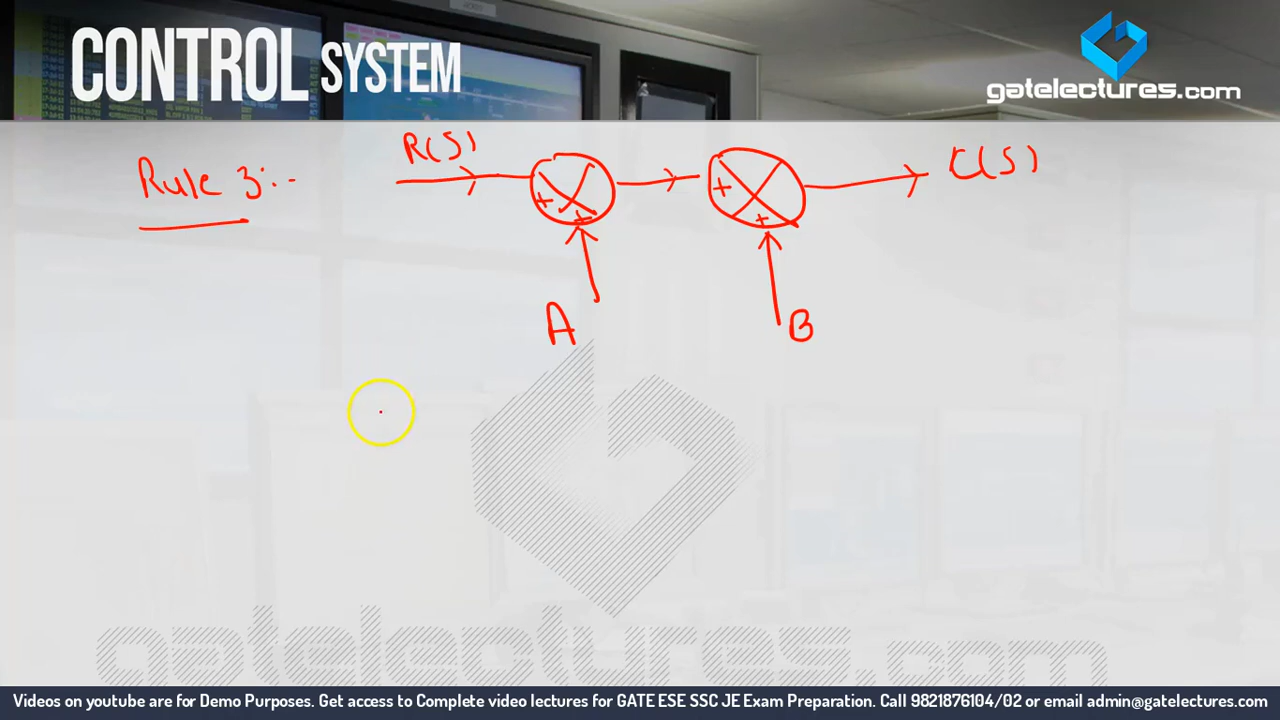 CONTROL SYSTEM
gatelectures.com
Rule 3:-
R(S)
C(S)
+
+
+
+
A
B
gatelectures.com
Videos on youtube are for Demo Purposes. Get access to Complete video lectures for GATE ESE SSC JE Exam Preparation. Call 9821876104/02 or email admin@gatelectures.com